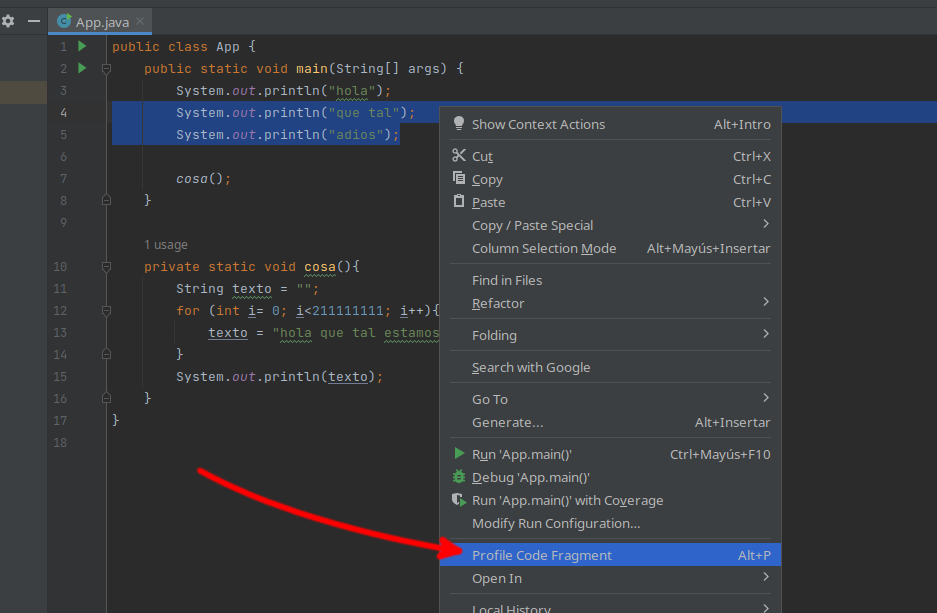 App.java
1 public class App {
2 public static void main(String[] args) {
3 System.out.println("hola");
4 System.out.println("que tal");
5 System.out.println("adios");
6
7 cosa();
8 }
9
1 usage
10 private static void cosa(){
11 String texto = "";
12 for (int i= 0; i<211111111; i++){
13 texto = "hola que tal estamos
14 }
15 System.out.println(texto);
16 }
17 }
18
Show Context Actions Alt+Intro
Cut Ctrl+X
Copy Ctrl+C
Paste Ctrl+V
Copy / Paste Special
Column Selection Mode Alt+Mayús+Insertar
Find in Files
Refactor
Folding
Search with Google
Go To
Generate... Alt+Insertar
Run 'App.main()' Ctrl+Mayús+F10
Debug 'App.main()'
Run 'App.main()' with Coverage
Modify Run Configuration...
Profile Code Fragment Alt+P
Open In
Local History